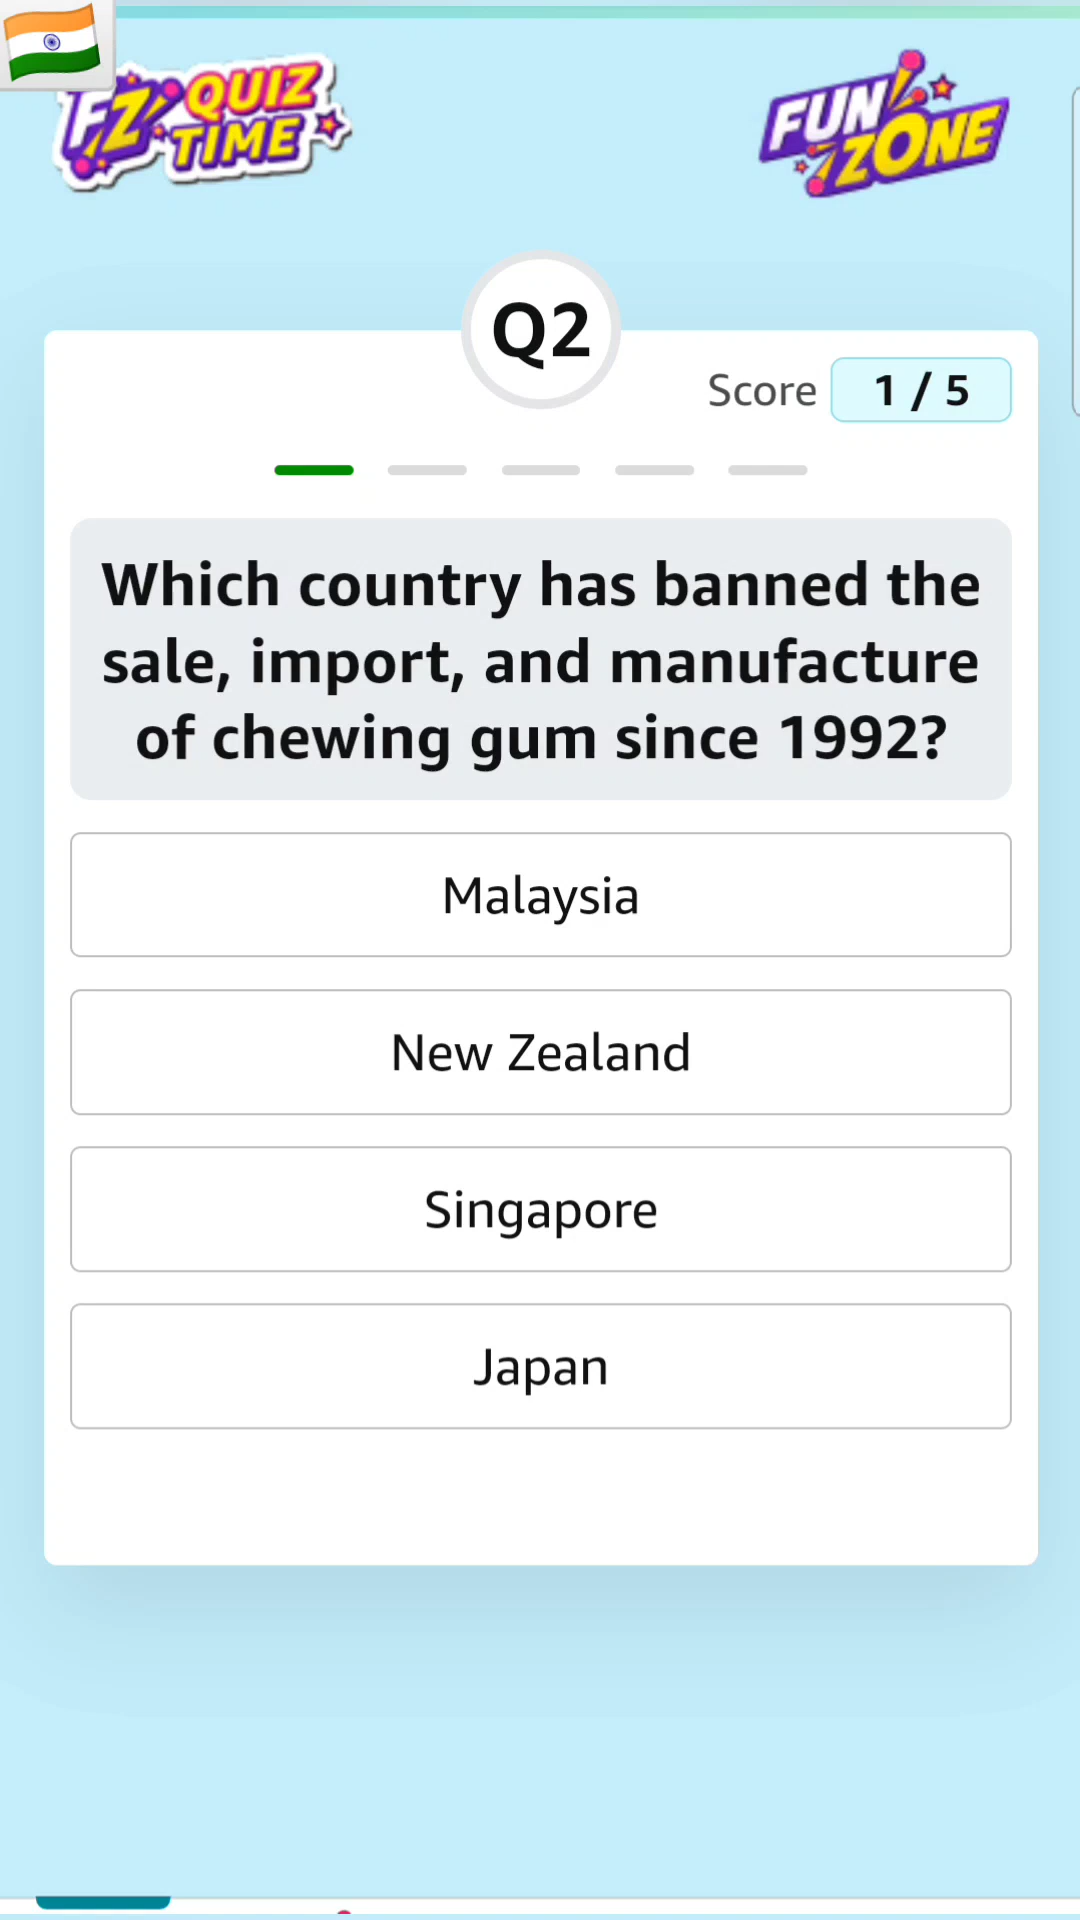 FZ QUIZ TIME
FUN ZONE
Q2
Score 1 / 5
Which country has banned the
sale, import, and manufacture
of chewing gum since 1992?
Malaysia
New Zealand
Singapore
Japan